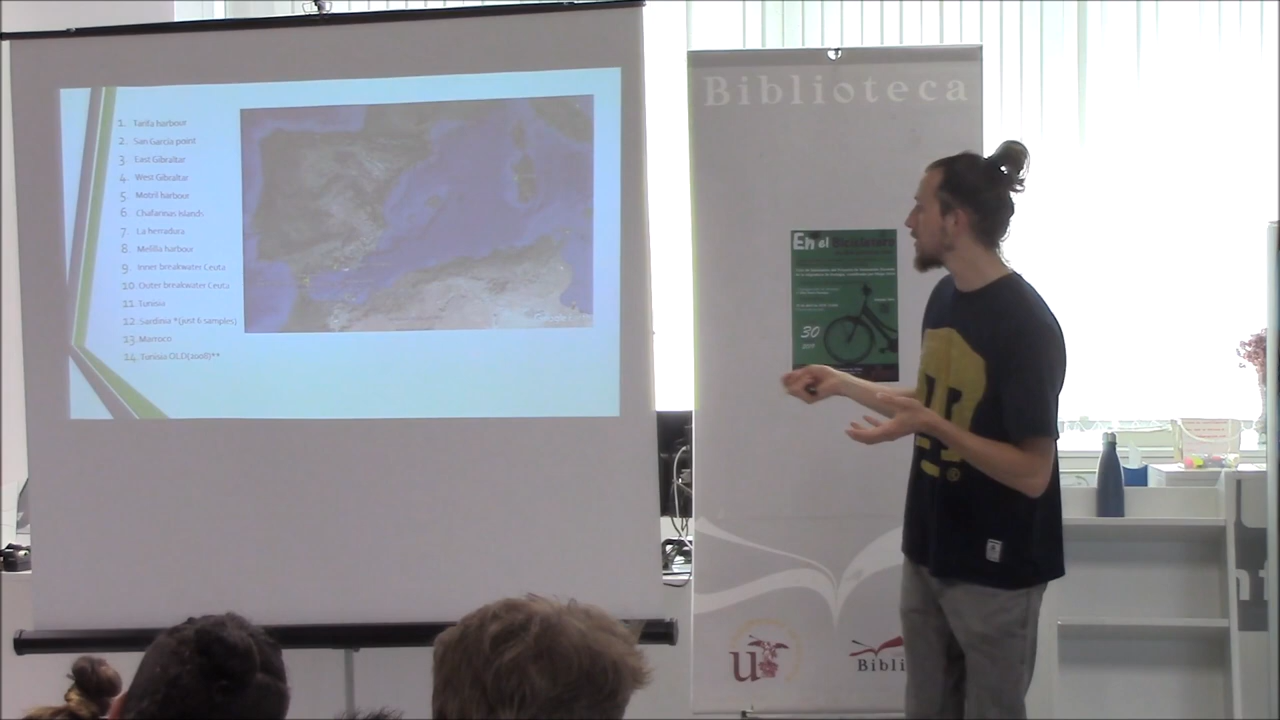 1. Tarifa harbour
2. San García point
3. East Gibraltar
4. West Gibraltar
5. Motril harbour
6. Chafarinas Islands
7. La herradura
8. Melilla harbour
9. Inner breakwater Ceuta
10. Outer breakwater Ceuta
11. Tunisia
12. Sardinia *(just 6 samples)
13. Marroco
14. Tunisia OLD(2008)**
Google
Biblioteca
En el Bicicletero
30
u
Bibli